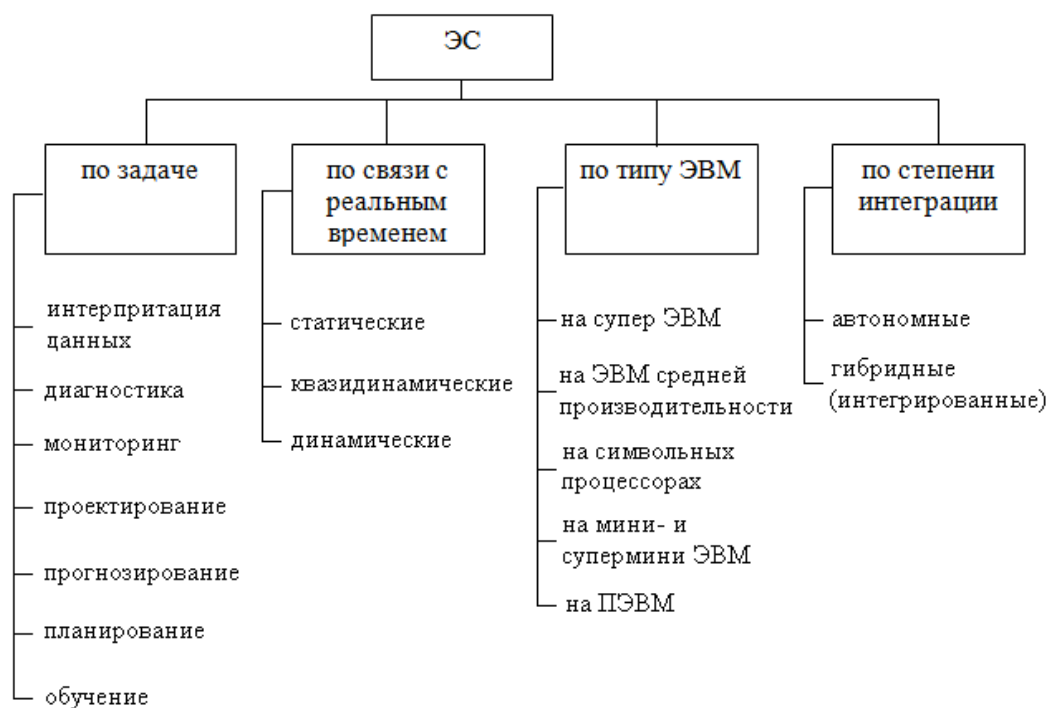 ЭС
по задаче
интерпритация
данных
диагностика
мониторинг
проектирование
прогнозирование
планирование
обучение
по связи с
реальным
временем
статические
квазидинамические
динамические
по типу ЭВМ
на супер ЭВМ
на ЭВМ средней
производительности
на символьных
процессорах
на мини- и
супермини ЭВМ
на ПЭВМ
по степени
интеграции
автономные
гибридные
(интегрированные)